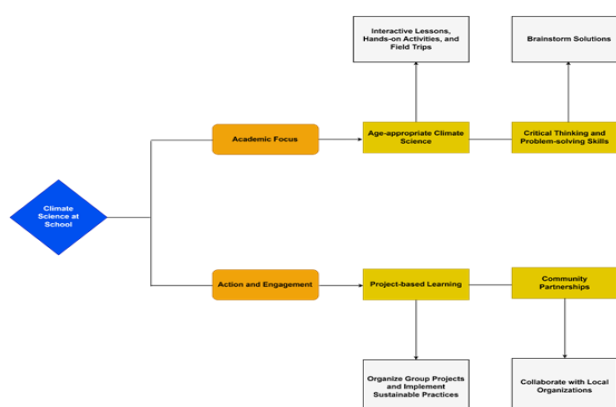 Interactive Lessons,
Hands-on Activities, and
Field Trips
Brainstorm Solutions
Academic Focus
Age-appropriate Climate
Science
Critical Thinking and
Problem-solving Skills
Climate
Science at
School
Action and Engagement
Project-based Learning
Community
Partnerships
Organize Group Projects
and Implement
Sustainable Practices
Collaborate with Local
Organizations